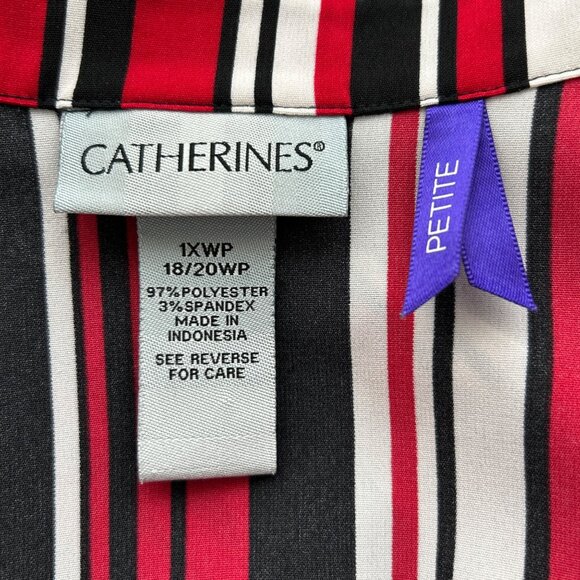 CATHERINES®
PETITE
1XWP
18/20WP
97% POLYESTER
3% SPANDEX
MADE IN
INDONESIA
SEE REVERSE
FOR CARE